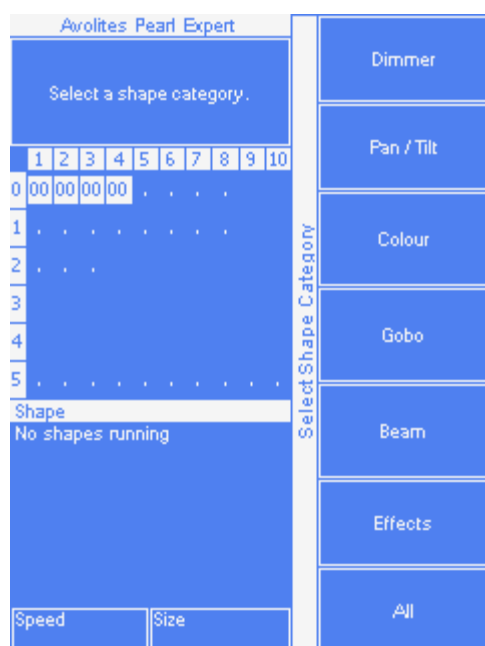 Avolites Pearl Expert
Select a shape category.
1 2 3 4 5 6 7 8 9 10
0 00 00 00 00 . . . .
1 . . . . . . . .
2 . . .
3
4
5 . . . . . . . . . .
Shape
No shapes running
Speed Size
Select Shape Category
Dimmer
Pan / Tilt
Colour
Gobo
Beam
Effects
All